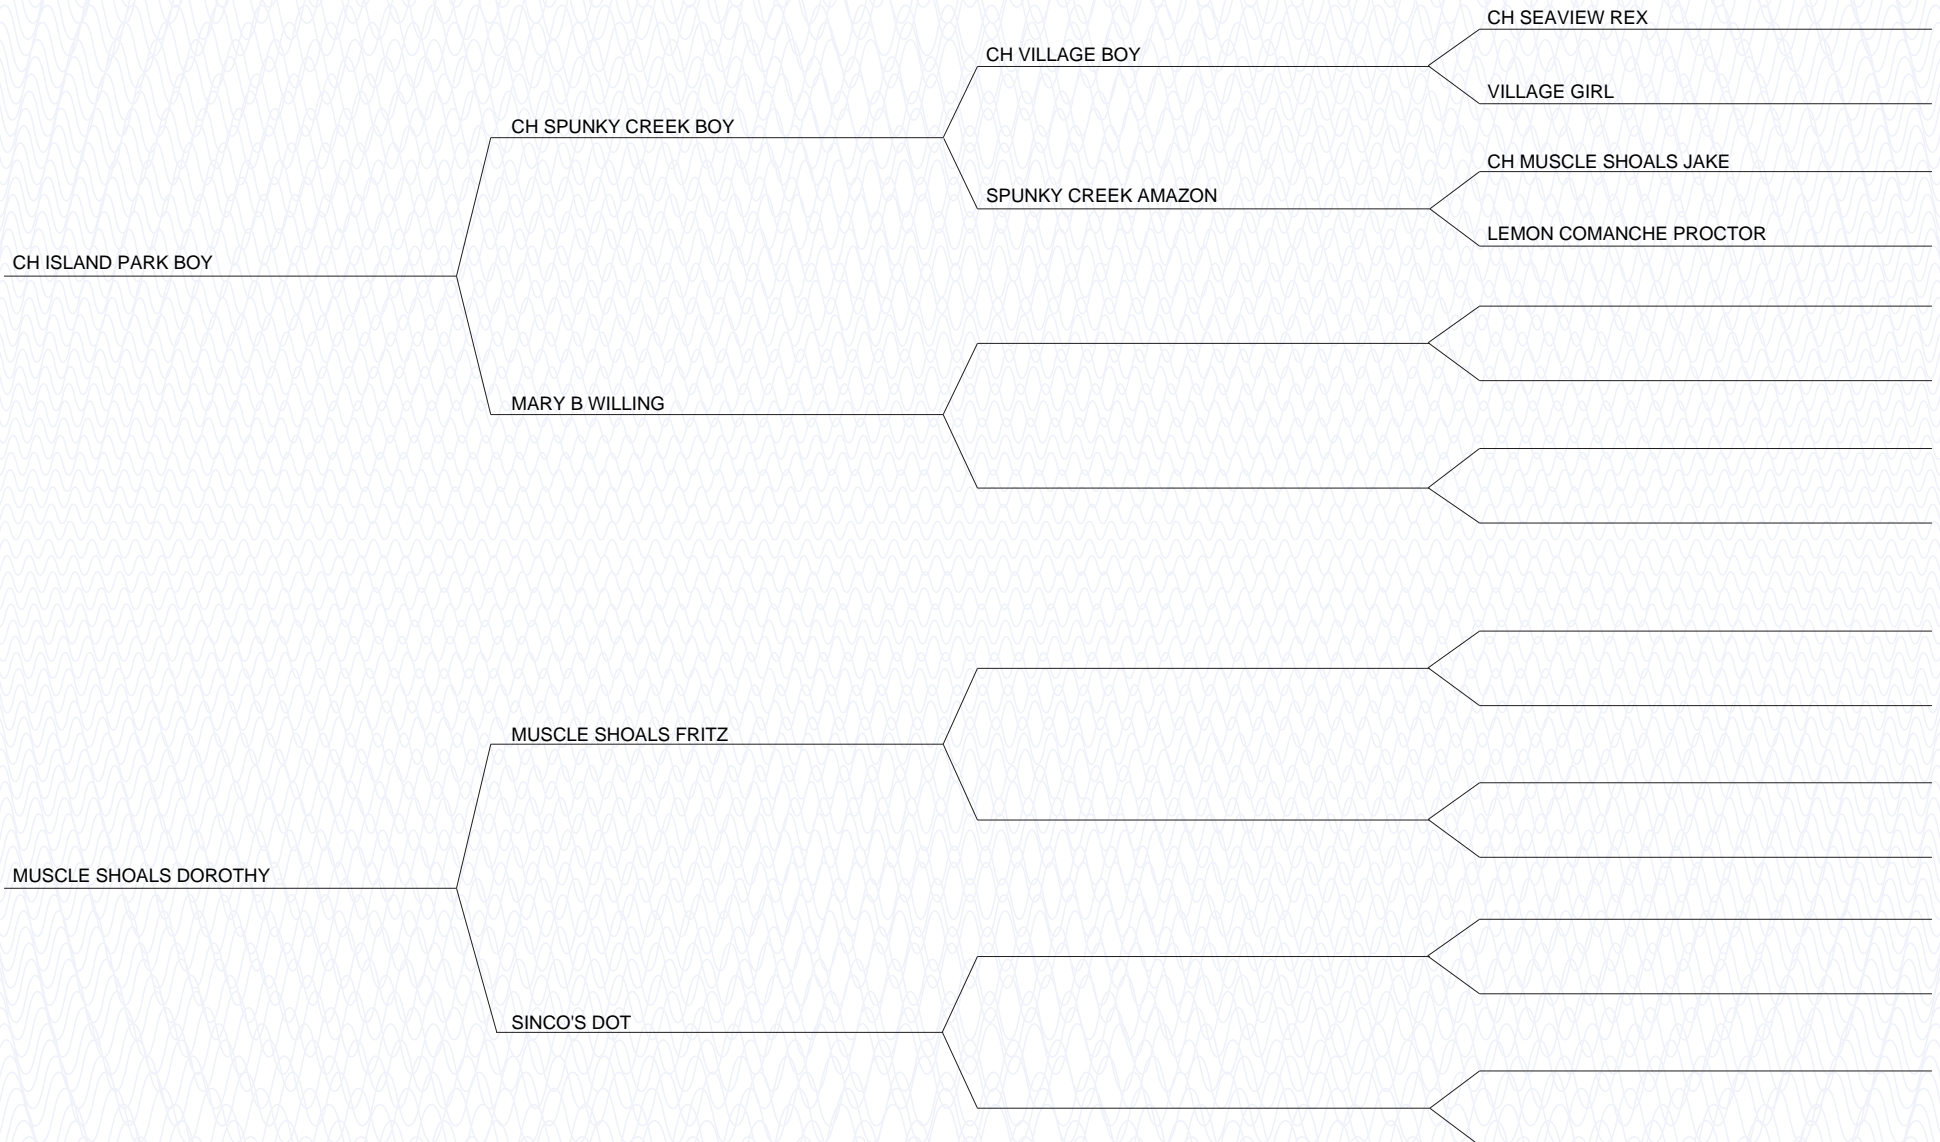 CH SEAVIEW REX
CH VILLAGE BOY
VILLAGE GIRL
CH SPUNKY CREEK BOY
CH MUSCLE SHOALS JAKE
SPUNKY CREEK AMAZON
LEMON COMANCHE PROCTOR
CH ISLAND PARK BOY
MARY B WILLING
MUSCLE SHOALS FRITZ
MUSCLE SHOALS DOROTHY
SINCO'S DOT